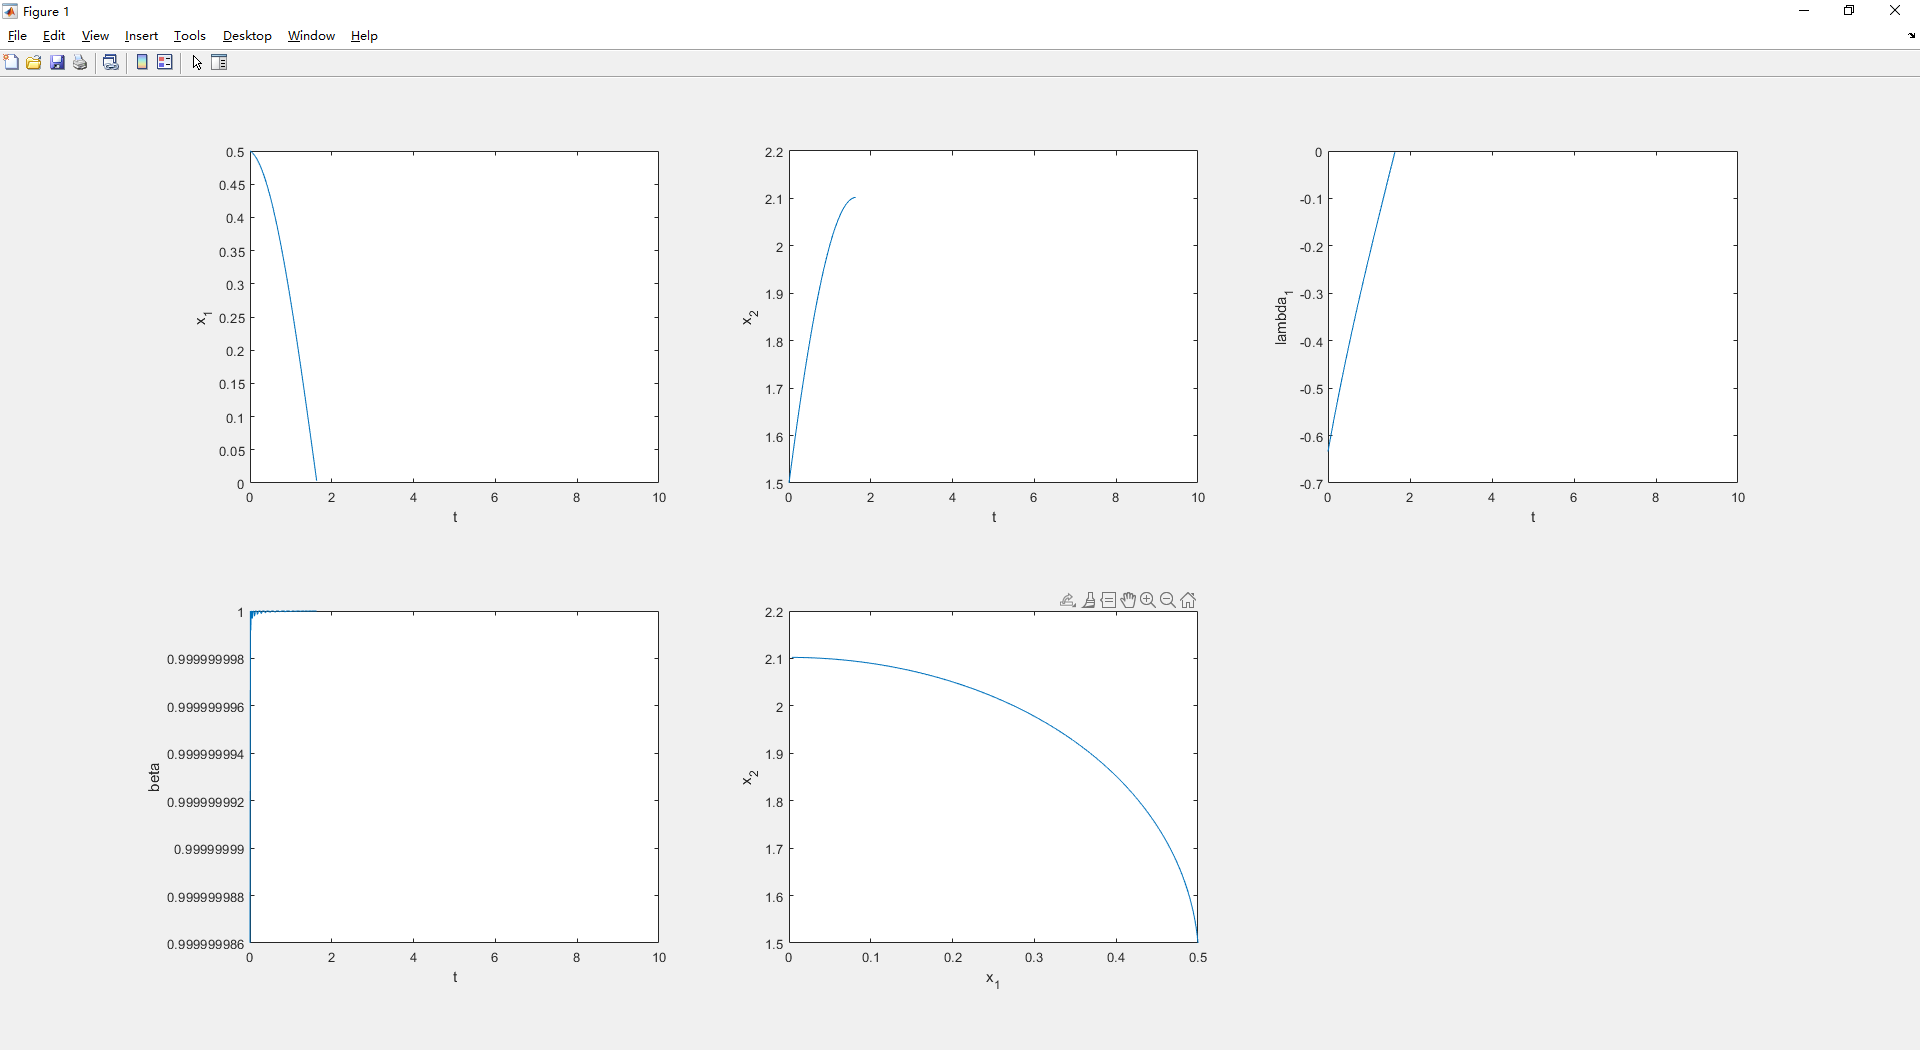 Figure 1
File Edit View Insert Tools Desktop Window Help
0.5
0.45
0.4
0.35
0.3
0.25
0.2
0.15
0.1
0.05
0
x1
0 2 4 6 8 10
t
2.2
2.1
2
1.9
1.8
1.7
1.6
1.5
x2
0 2 4 6 8 10
t
0
-0.1
-0.2
-0.3
-0.4
-0.5
-0.6
-0.7
lambda1
0 2 4 6 8 10
t
1
0.999999998
0.999999996
0.999999994
0.999999992
0.99999999
0.999999988
0.999999986
beta
0 2 4 6 8 10
t
2.2
2.1
2
1.9
1.8
1.7
1.6
1.5
x2
0 0.1 0.2 0.3 0.4 0.5
x1